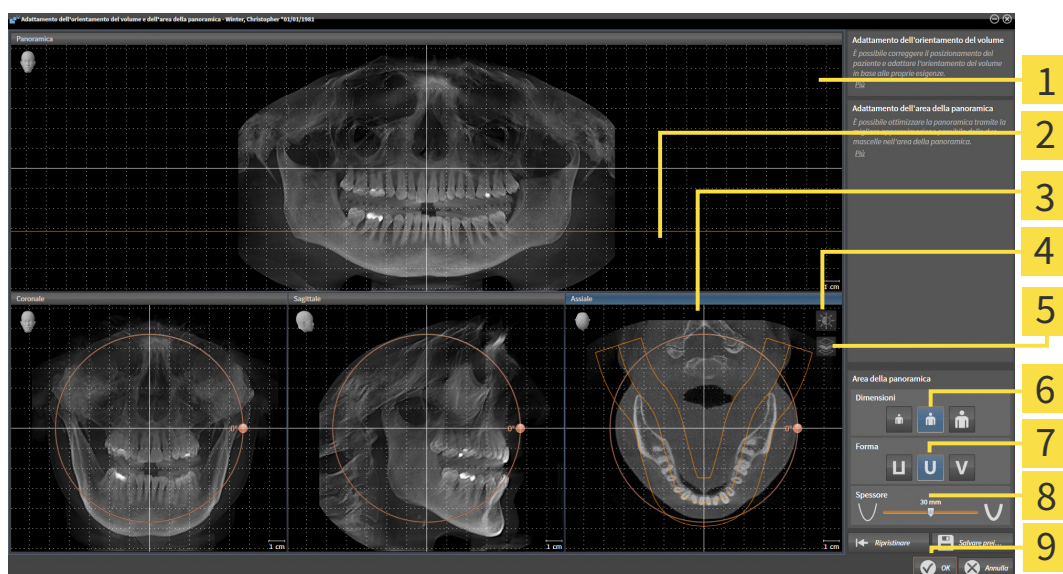 Adattamento dell'orientamento del volume e dell'area della panoramica - Winter, Christopher *01/01/1981
Panoramica
1 cm
Coronale
0°
1 cm
Sagittale
0°
1 cm
Assiale
0°
1 cm
Adattamento dell'orientamento del volume
È possibile correggere il posizionamento del
paziente e adattare l'orientamento del volume
in base alle proprie esigenze.
Più
Adattamento dell'area della panoramica
È possibile ottimizzare la panoramica tramite la
mascelle nell'area della panoramica.
Più
Area della panoramica
Dimensioni
Forma
U V
Spessore
30 mm
Ripristinare
Salvare prei...
OK
Annulla
1
2
3
4
5
6
7
8
9